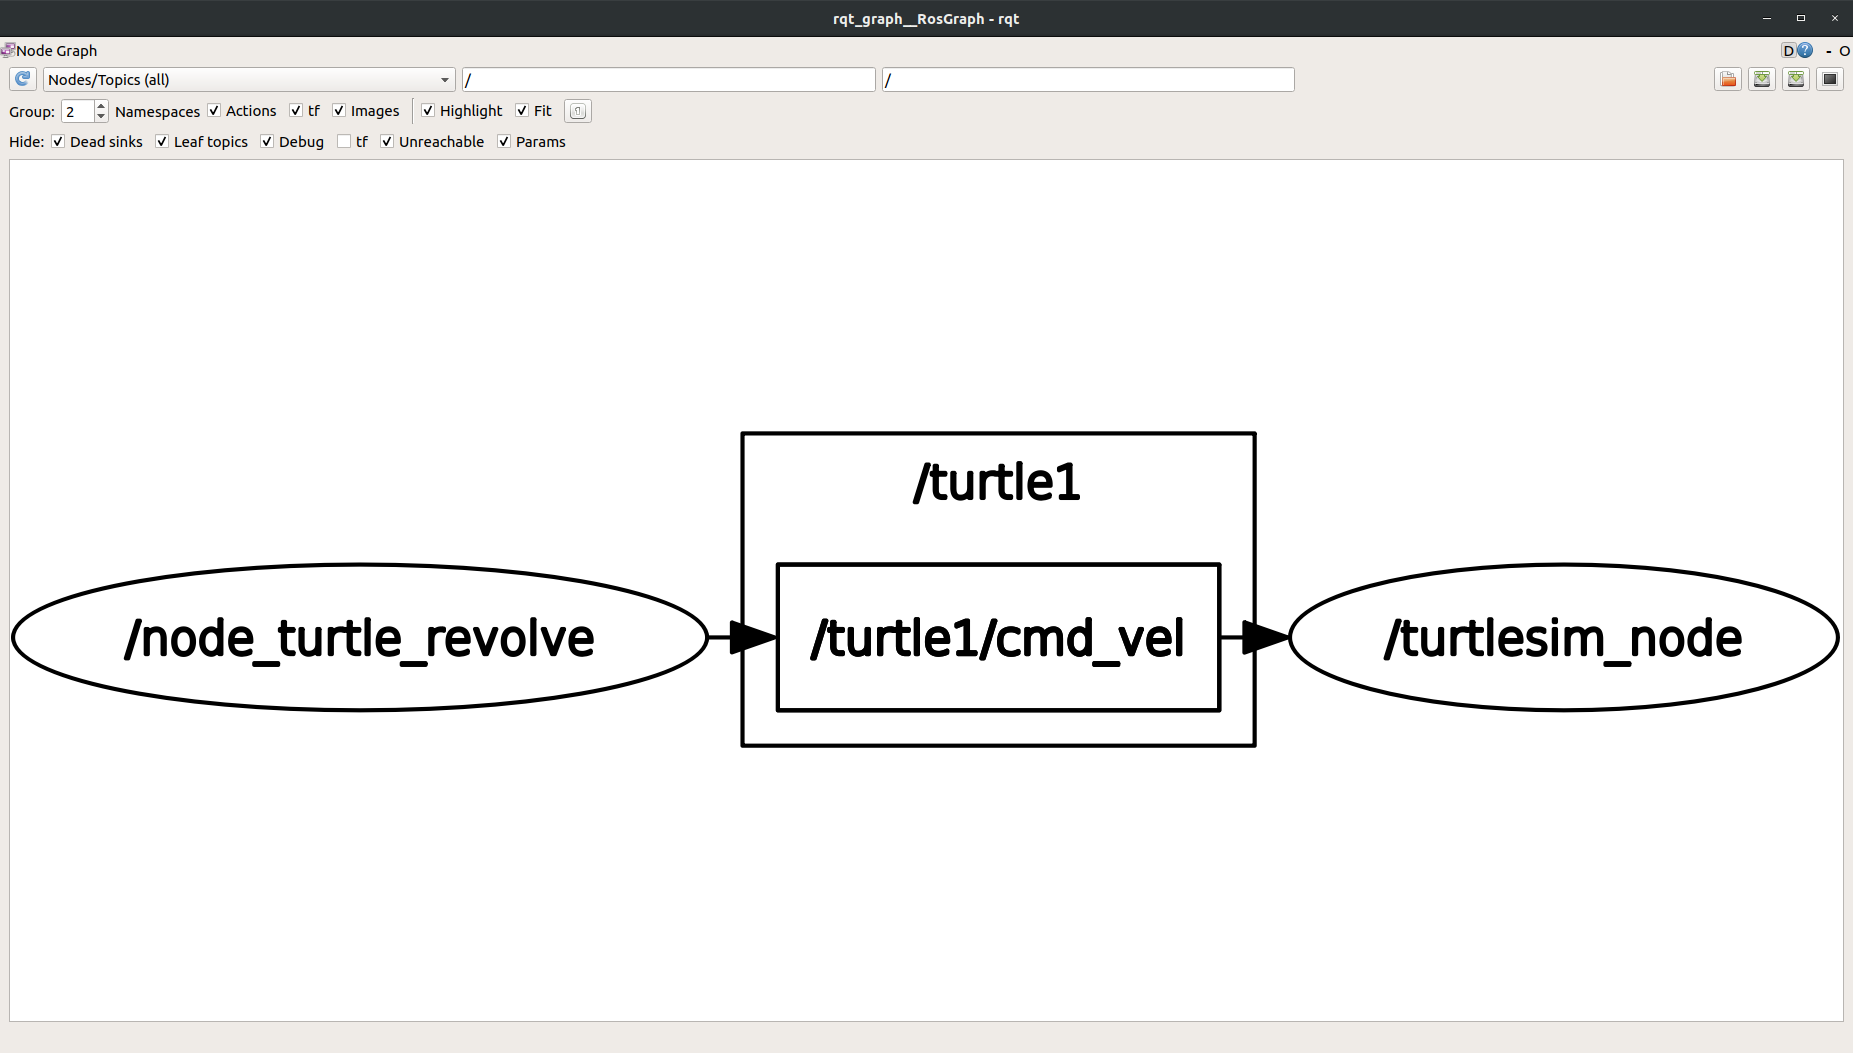 rqt_graph__RosGraph - rqt
Node Graph
D ? - O
Nodes/Topics (all) / /
Group: 2 Namespaces Actions tf Images Highlight Fit
Hide: Dead sinks Leaf topics Debug tf Unreachable Params
/turtle1
/node_turtle_revolve /turtle1/cmd_vel /turtlesim_node